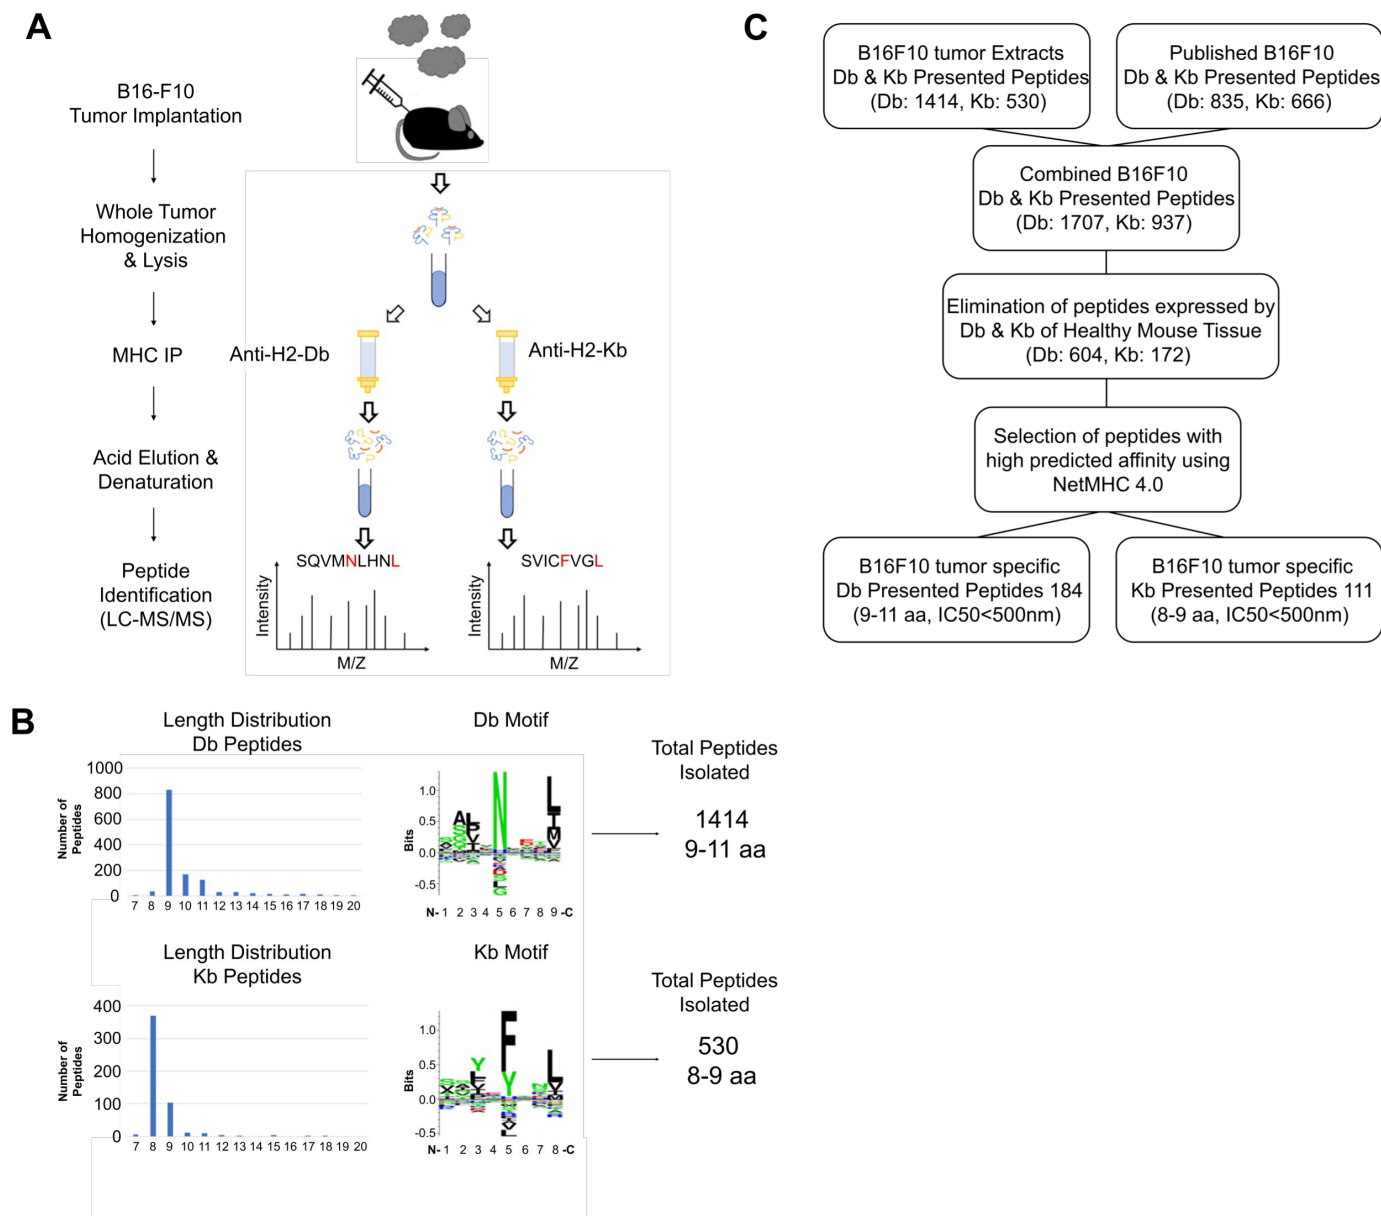 A
B16-F10
Tumor Implantation
Whole Tumor
Homogenization
& Lysis
MHC IP
Acid Elution &
Denaturation
Peptide
Identification
(LC-MS/MS)
Anti-H2-Db
Anti-H2-Kb
SQVMNLHNL
Intensity
M/Z
SVICFVGL
Intensity
M/Z
B
Length Distribution
Db Peptides
Number of
Peptides
1000
800
600
400
200
0
7 8 9 10 11 12 13 14 15 16 17 18 19 20
Db Motif
Bits
1.0
0.5
0.0
-0.5
N- 1 2 3 4 5 6 7 8 9 -C
Total Peptides
Isolated
1414
9-11 aa
Length Distribution
Kb Peptides
Number of
Peptides
400
300
200
100
0
7 8 9 10 11 12 13 14 15 16 17 18 19 20
Kb Motif
Bits
1.0
0.5
0.0
-0.5
N- 1 2 3 4 5 6 7 8 -C
Total Peptides
Isolated
530
8-9 aa
C
B16F10 tumor Extracts
Db & Kb Presented Peptides
(Db: 1414, Kb: 530)
Published B16F10
Db & Kb Presented Peptides
(Db: 835, Kb: 666)
Combined B16F10
Db & Kb Presented Peptides
(Db: 1707, Kb: 937)
Elimination of peptides expressed by
Db & Kb of Healthy Mouse Tissue
(Db: 604, Kb: 172)
Selection of peptides with
high predicted affinity using
NetMHC 4.0
B16F10 tumor specific
Db Presented Peptides 184
(9-11 aa, IC50<500nm)
B16F10 tumor specific
Kb Presented Peptides 111
(8-9 aa, IC50<500nm)